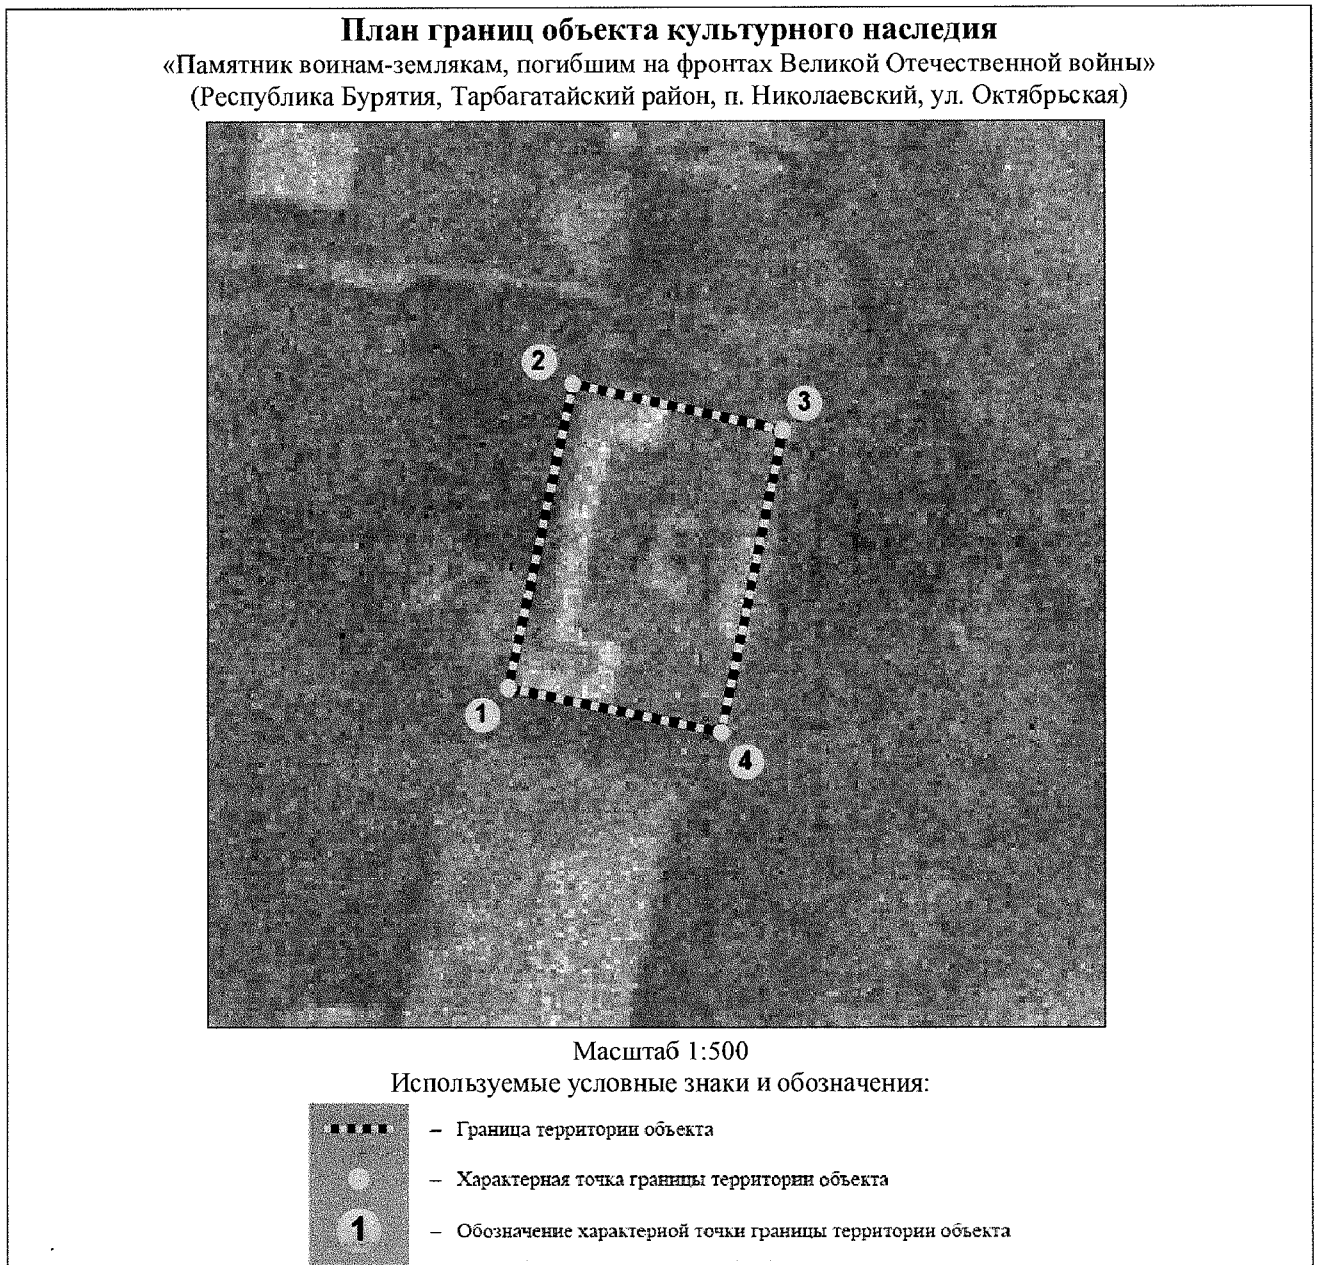 План границ объекта культурного наследия
«Памятник воинам-землякам, погибшим на фронтах Великой Отечественной войны»
(Республика Бурятия, Тарбагатайский район, п. Николаевский, ул. Октябрьская)
2
3
1
4
Масштаб 1:500
Используемые условные знаки и обозначения:
– Граница территории объекта
– Характерная точка границы территории объекта
1 – Обозначение характерной точки границы территории объекта